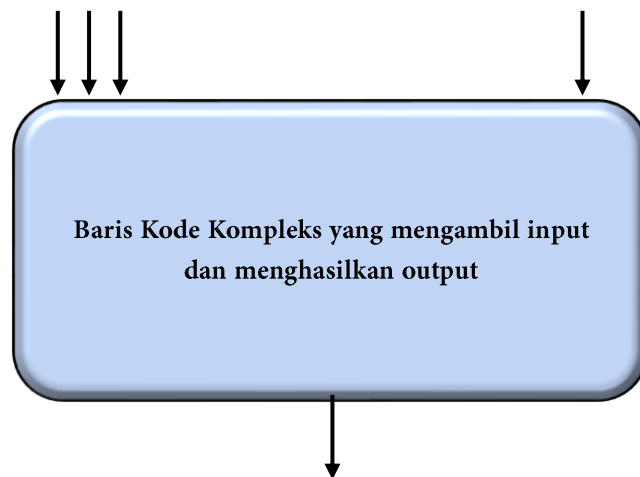 Baris Kode Kompleks yang mengambil input
dan menghasilkan output